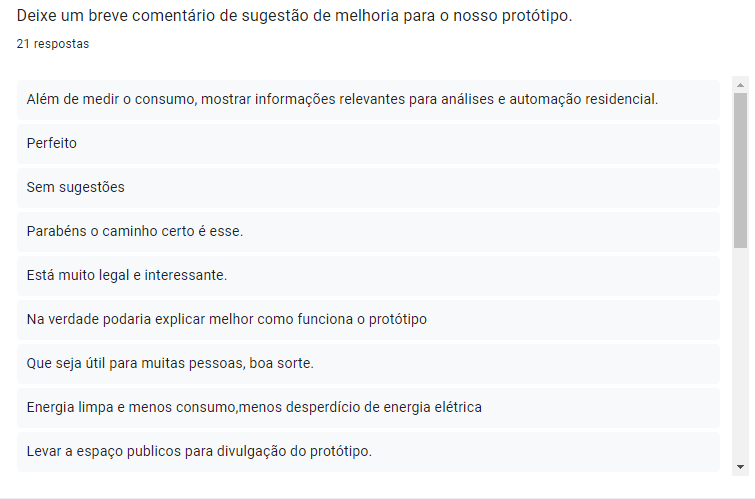 Deixe um breve comentário de sugestão de melhoria para o nosso protótipo.
21 respostas
Além de medir o consumo, mostrar informações relevantes para análises e automação residencial.
Perfeito
Sem sugestões
Parabéns o caminho certo é esse.
Está muito legal e interessante.
Na verdade podaria explicar melhor como funciona o protótipo
Que seja útil para muitas pessoas, boa sorte.
Energia limpa e menos consumo,menos desperdício de energia elétrica
Levar a espaço publicos para divulgação do protótipo.